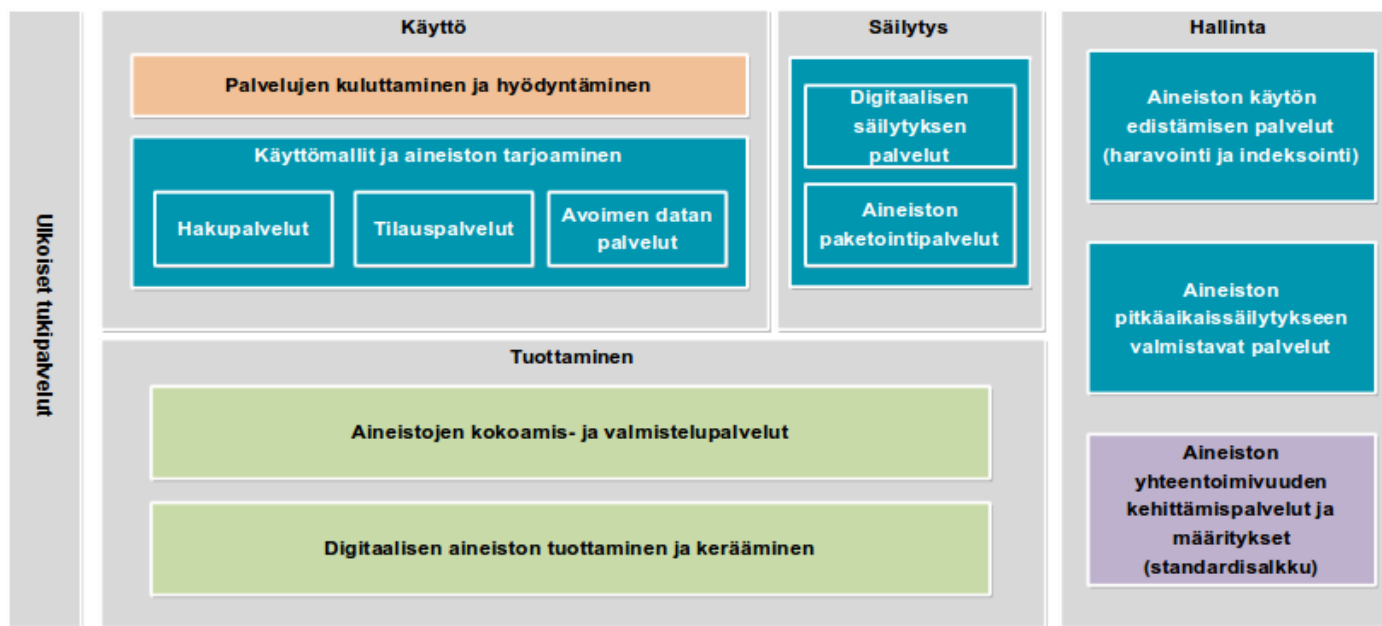 Ulkoiset tukipalvelut
Käyttö
Palvelujen kuluttaminen ja hyödyntäminen
Käyttömallit ja aineiston tarjoaminen
Hakupalvelut
Tilauspalvelut
Avoimen datan
palvelut
Säilytys
Digitaalisen
säilytyksen
palvelut
Aineiston
paketointipalvelut
Tuottaminen
Aineistojen kokoamis- ja valmistelupalvelut
Digitaalisen aineiston tuottaminen ja kerääminen
Hallinta
Aineiston käytön
edistämisen palvelut
(haravointi ja indeksointi)
Aineiston
pitkäaikaissäilytykseen
valmistavat palvelut
Aineiston
yhteentoimivuuden
kehittämispalvelut ja
määritykset
(standardisalkku)